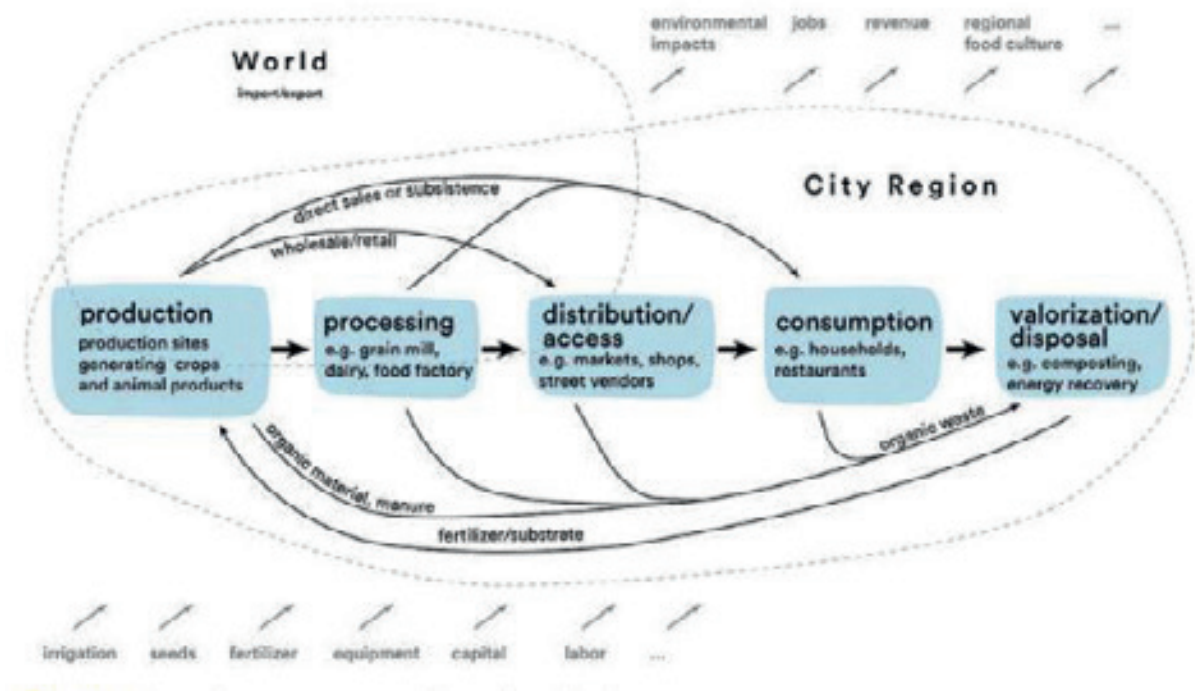 environmental
impacts
jobs
revenue
regional
food culture
...
World
import/export
City Region
direct sales or subsistence
wholesale/retail
production
production sites
generating crops
and animal products
processing
e.g. grain mill,
dairy, food factory
distribution/
access
e.g. markets, shops,
street vendors
consumption
e.g. households,
restaurants
valorization/
disposal
e.g. composting,
energy recovery
organic waste
organic material, manure
fertilizer/substrate
irrigation
seeds
fertilizer
equipment
capital
labor
...